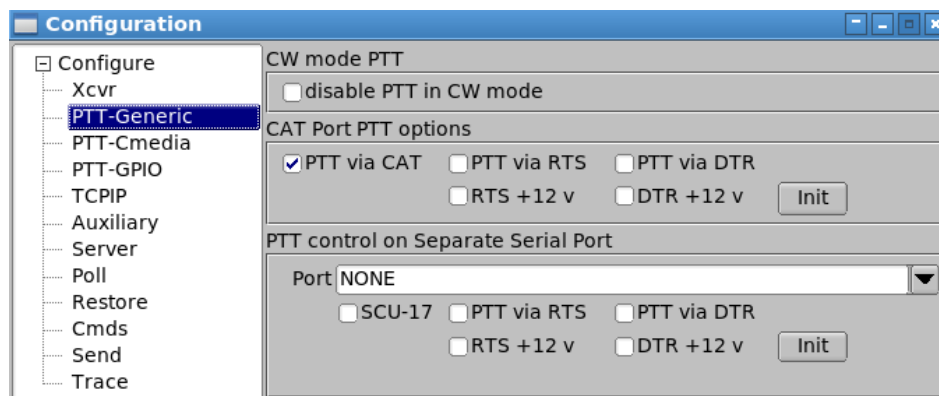 Configuration
Configure
Xcvr
PTT-Generic
PTT-Cmedia
PTT-GPIO
TCPIP
Auxiliary
Server
Poll
Restore
Cmds
Send
Trace
CW mode PTT
disable PTT in CW mode
CAT Port PTT options
PTT via CAT PTT via RTS PTT via DTR
RTS +12 v DTR +12 v Init
PTT control on Separate Serial Port
Port NONE
SCU-17 PTT via RTS PTT via DTR
RTS +12 v DTR +12 v Init